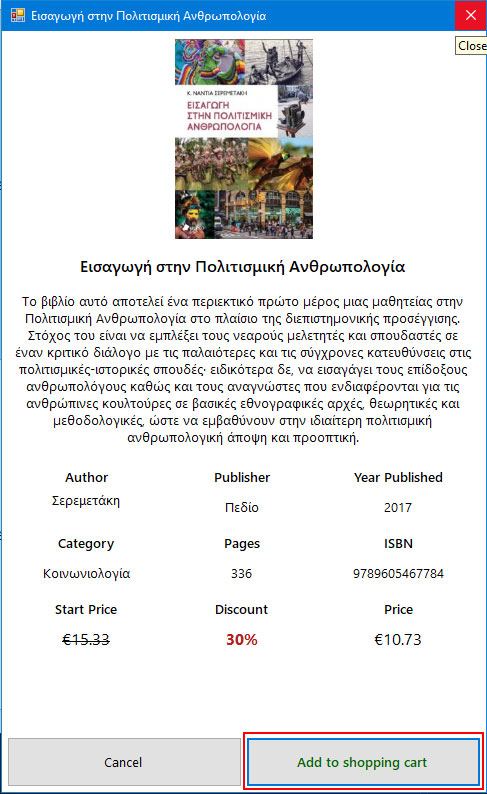 Εισαγωγή στην Πολιτισμική Ανθρωπολογία
Close
Κ. ΝΑΝΤΙΑ ΣΕΡΕΜΕΤΑΚΗ
ΕΙΣΑΓΩΓΗ
ΣΤΗΝ ΠΟΛΙΤΙΣΜΙΚΗ
ΑΝΘΡΩΠΟΛΟΓΙΑ
Εισαγωγή στην Πολιτισμική Ανθρωπολογία
Το βιβλίο αυτό αποτελεί ένα περιεκτικό πρώτο μέρος μιας μαθητείας στην
Πολιτισμική Ανθρωπολογία στο πλαίσιο της διεπιστημονικής προσέγγισης.
Στόχος του είναι να εμπλέξει τους νεαρούς μελετητές και σπουδαστές σε
έναν κριτικό διάλογο με τις παλαιότερες και τις σύγχρονες κατευθύνσεις στις
πολιτισμικές-ιστορικές σπουδές· ειδικότερα δε, να εισαγάγει τους επίδοξους
ανθρωπολόγους καθώς και τους αναγνώστες που ενδιαφέρονται για τις
ανθρώπινες κουλτούρες σε βασικές εθνογραφικές αρχές, θεωρητικές και
μεθοδολογικές, ώστε να εμβαθύνουν στην ιδιαίτερη πολιτισμική
ανθρωπολογική άποψη και προοπτική.
Author Publisher Year Published
Σερεμετάκη Πεδίο 2017
Category Pages ISBN
Κοινωνιολογία 336 9789605467784
Start Price Discount Price
€15.33 30% €10.73
Cancel Add to shopping cart